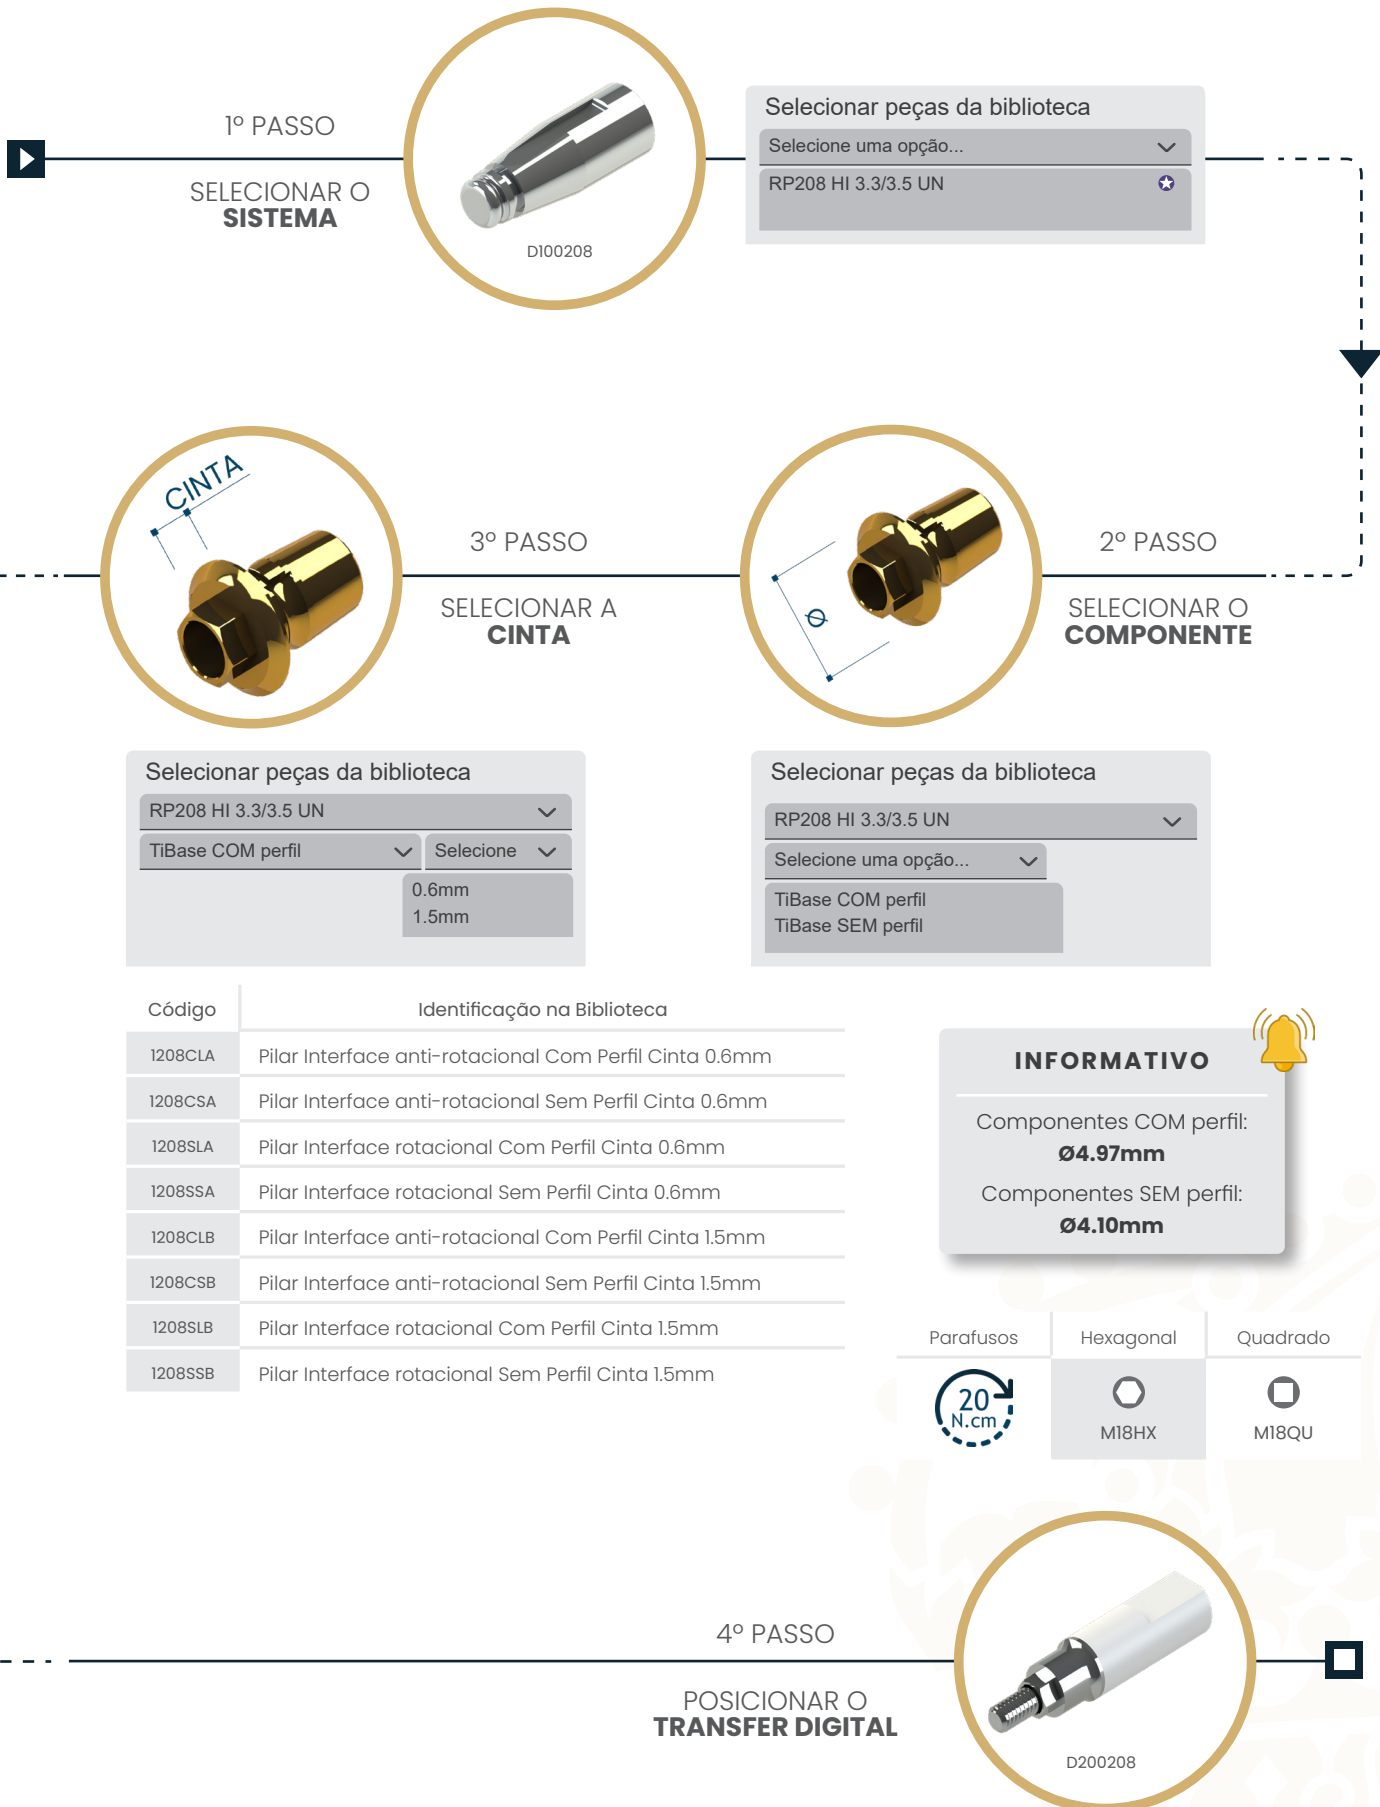 1º PASSO
SELECIONAR O
SISTEMA
D100208
Selecionar peças da biblioteca
Selecione uma opção...
RP208 HI 3.3/3.5 UN
2º PASSO
SELECIONAR O
COMPONENTE
Ø
Selecionar peças da biblioteca
RP208 HI 3.3/3.5 UN
Selecione uma opção...
TiBase COM perfil
TiBase SEM perfil
3º PASSO
SELECIONAR A
CINTA
CINTA
Selecionar peças da biblioteca
RP208 HI 3.3/3.5 UN
TiBase COM perfil Selecione
0.6mm
1.5mm
Código Identificação na Biblioteca
1208CLA Pilar Interface anti-rotacional Com Perfil Cinta 0.6mm
1208CSA Pilar Interface anti-rotacional Sem Perfil Cinta 0.6mm
1208SLA Pilar Interface rotacional Com Perfil Cinta 0.6mm
1208SSA Pilar Interface rotacional Sem Perfil Cinta 0.6mm
1208CLB Pilar Interface anti-rotacional Com Perfil Cinta 1.5mm
1208CSB Pilar Interface anti-rotacional Sem Perfil Cinta 1.5mm
1208SLB Pilar Interface rotacional Com Perfil Cinta 1.5mm
1208SSB Pilar Interface rotacional Sem Perfil Cinta 1.5mm
INFORMATIVO
Componentes COM perfil:
Ø4.97mm
Componentes SEM perfil:
Ø4.10mm
Parafusos Hexagonal Quadrado
20
N.cm
M18HX M18QU
4º PASSO
POSICIONAR O
TRANSFER DIGITAL
D200208